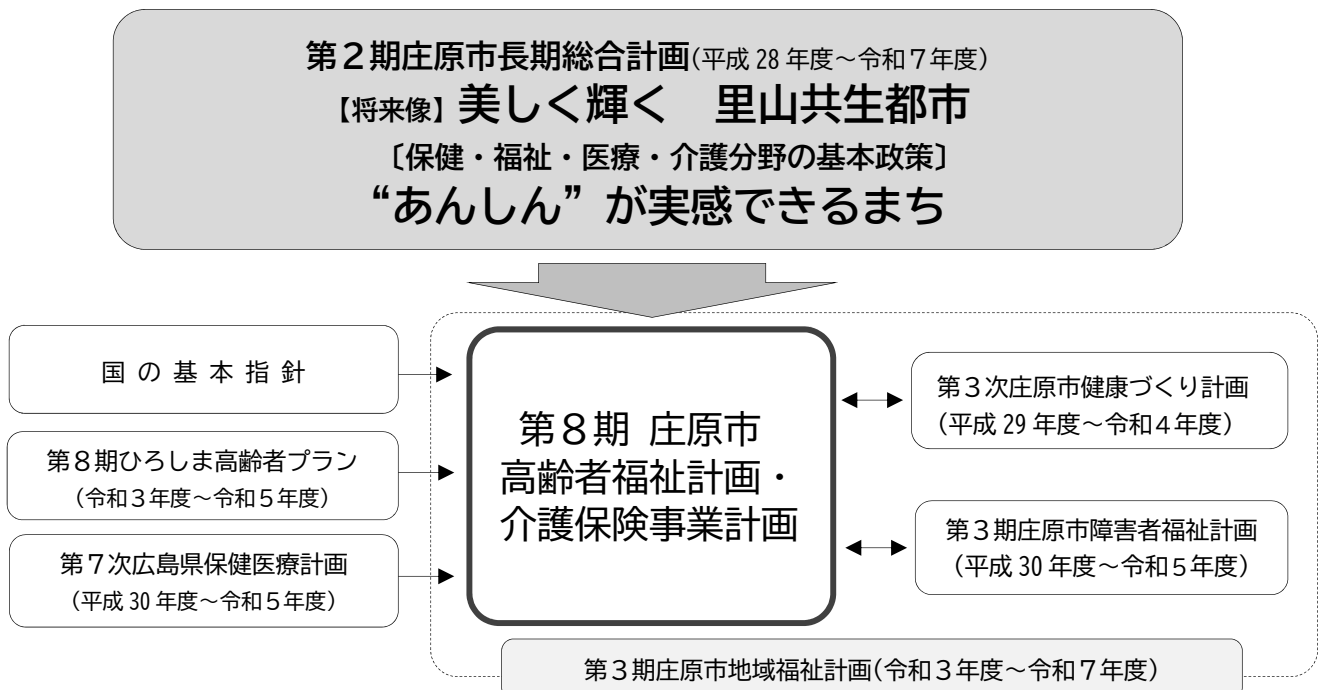 第２期庄原市長期総合計画(平成 28 年度～令和７年度)
【将来像】美しく輝く　里山共生都市
〔保健・福祉・医療・介護分野の基本政策〕
“あんしん”が実感できるまち
国 の 基 本 指 針
第８期ひろしま高齢者プラン
（令和３年度～令和５年度）
第７次広島県保健医療計画
（平成 30 年度～令和５年度）
第８期 庄原市
高齢者福祉計画・
介護保険事業計画
第３次庄原市健康づくり計画
（平成 29 年度～令和４年度）
第３期庄原市障害者福祉計画
（平成 30 年度～令和５年度）
第３期庄原市地域福祉計画(令和３年度～令和７年度)